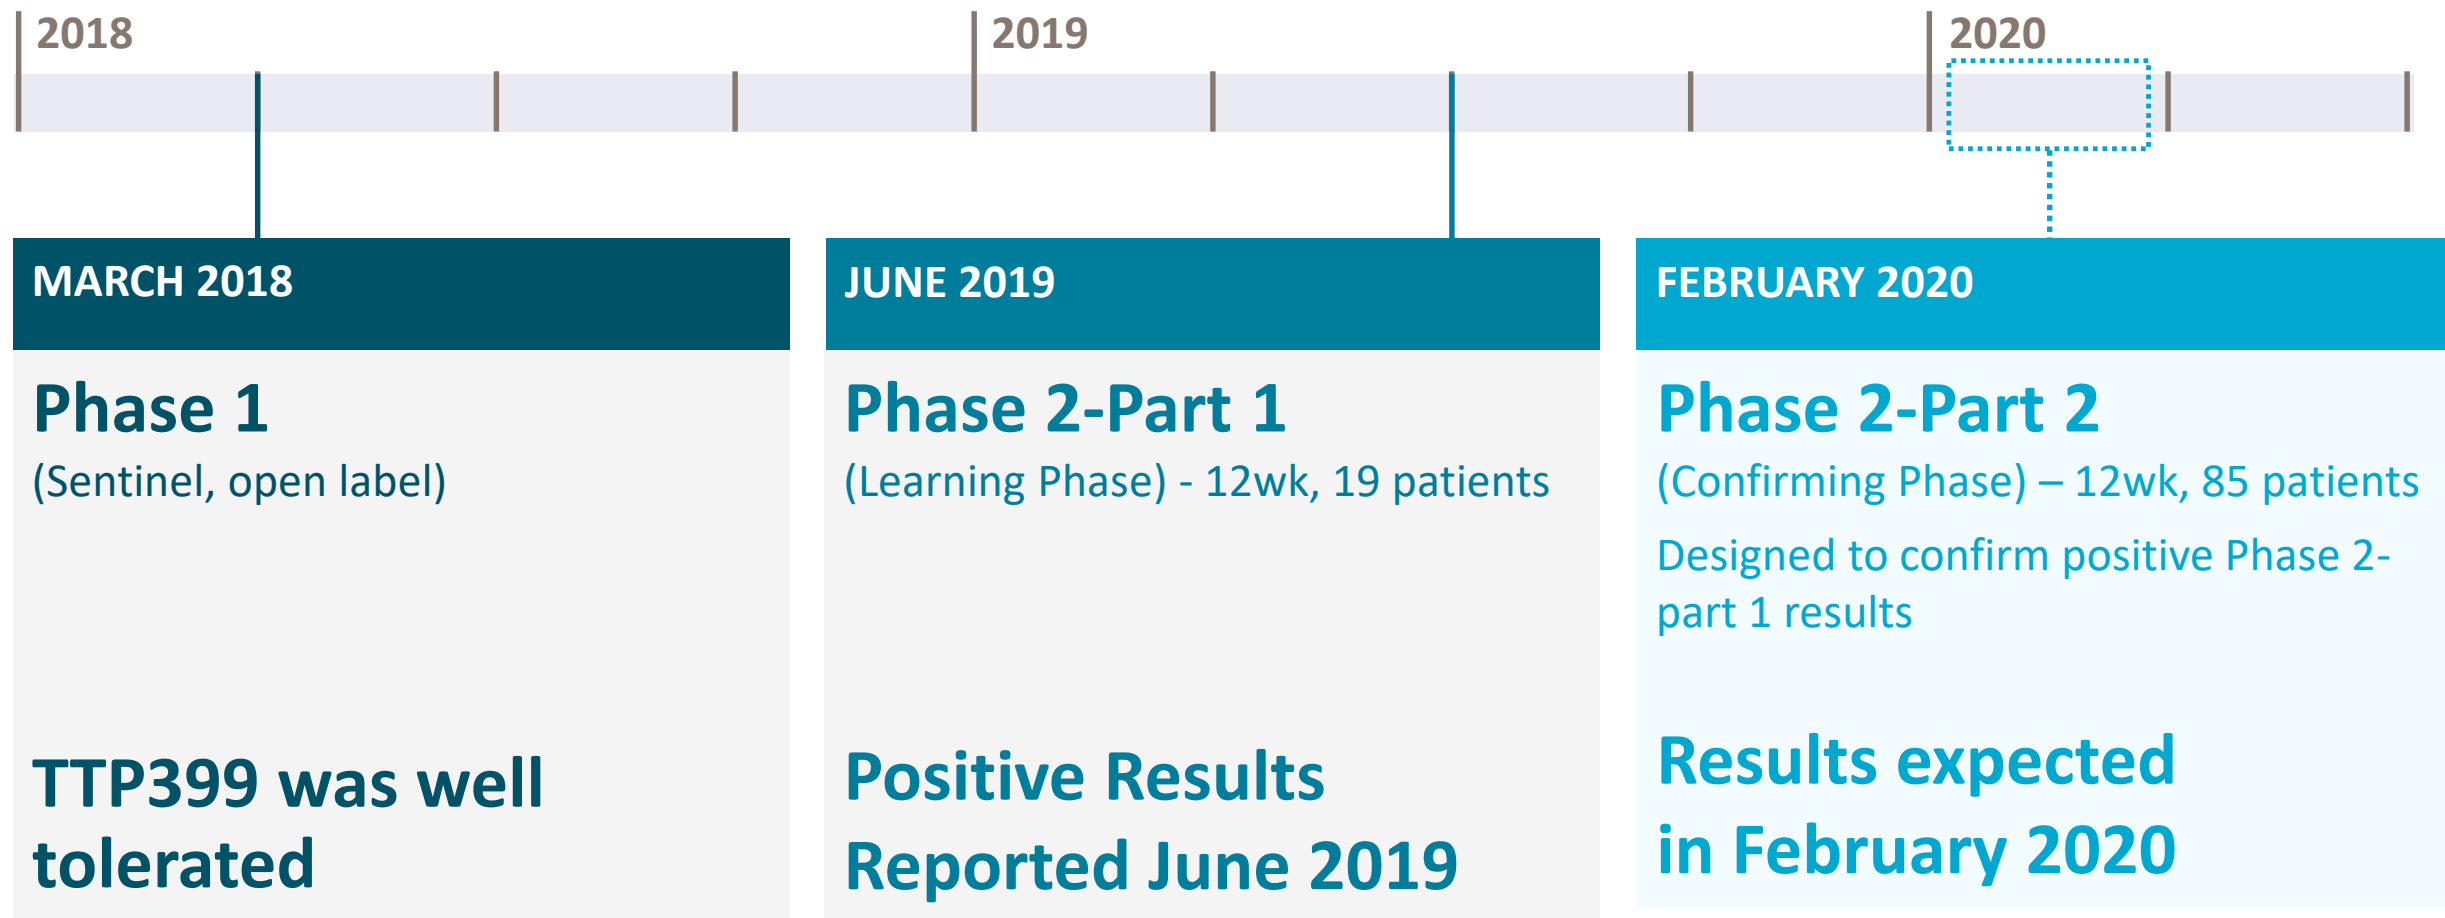 2018
2019
2020
MARCH 2018
Phase 1
(Sentinel, open label)
TTP399 was well
tolerated
JUNE 2019
Phase 2-Part 1
(Learning Phase) - 12wk, 19 patients
Positive Results
Reported June 2019
FEBRUARY 2020
Phase 2-Part 2
(Confirming Phase) – 12wk, 85 patients
Designed to confirm positive Phase 2-
part 1 results
Results expected
in February 2020